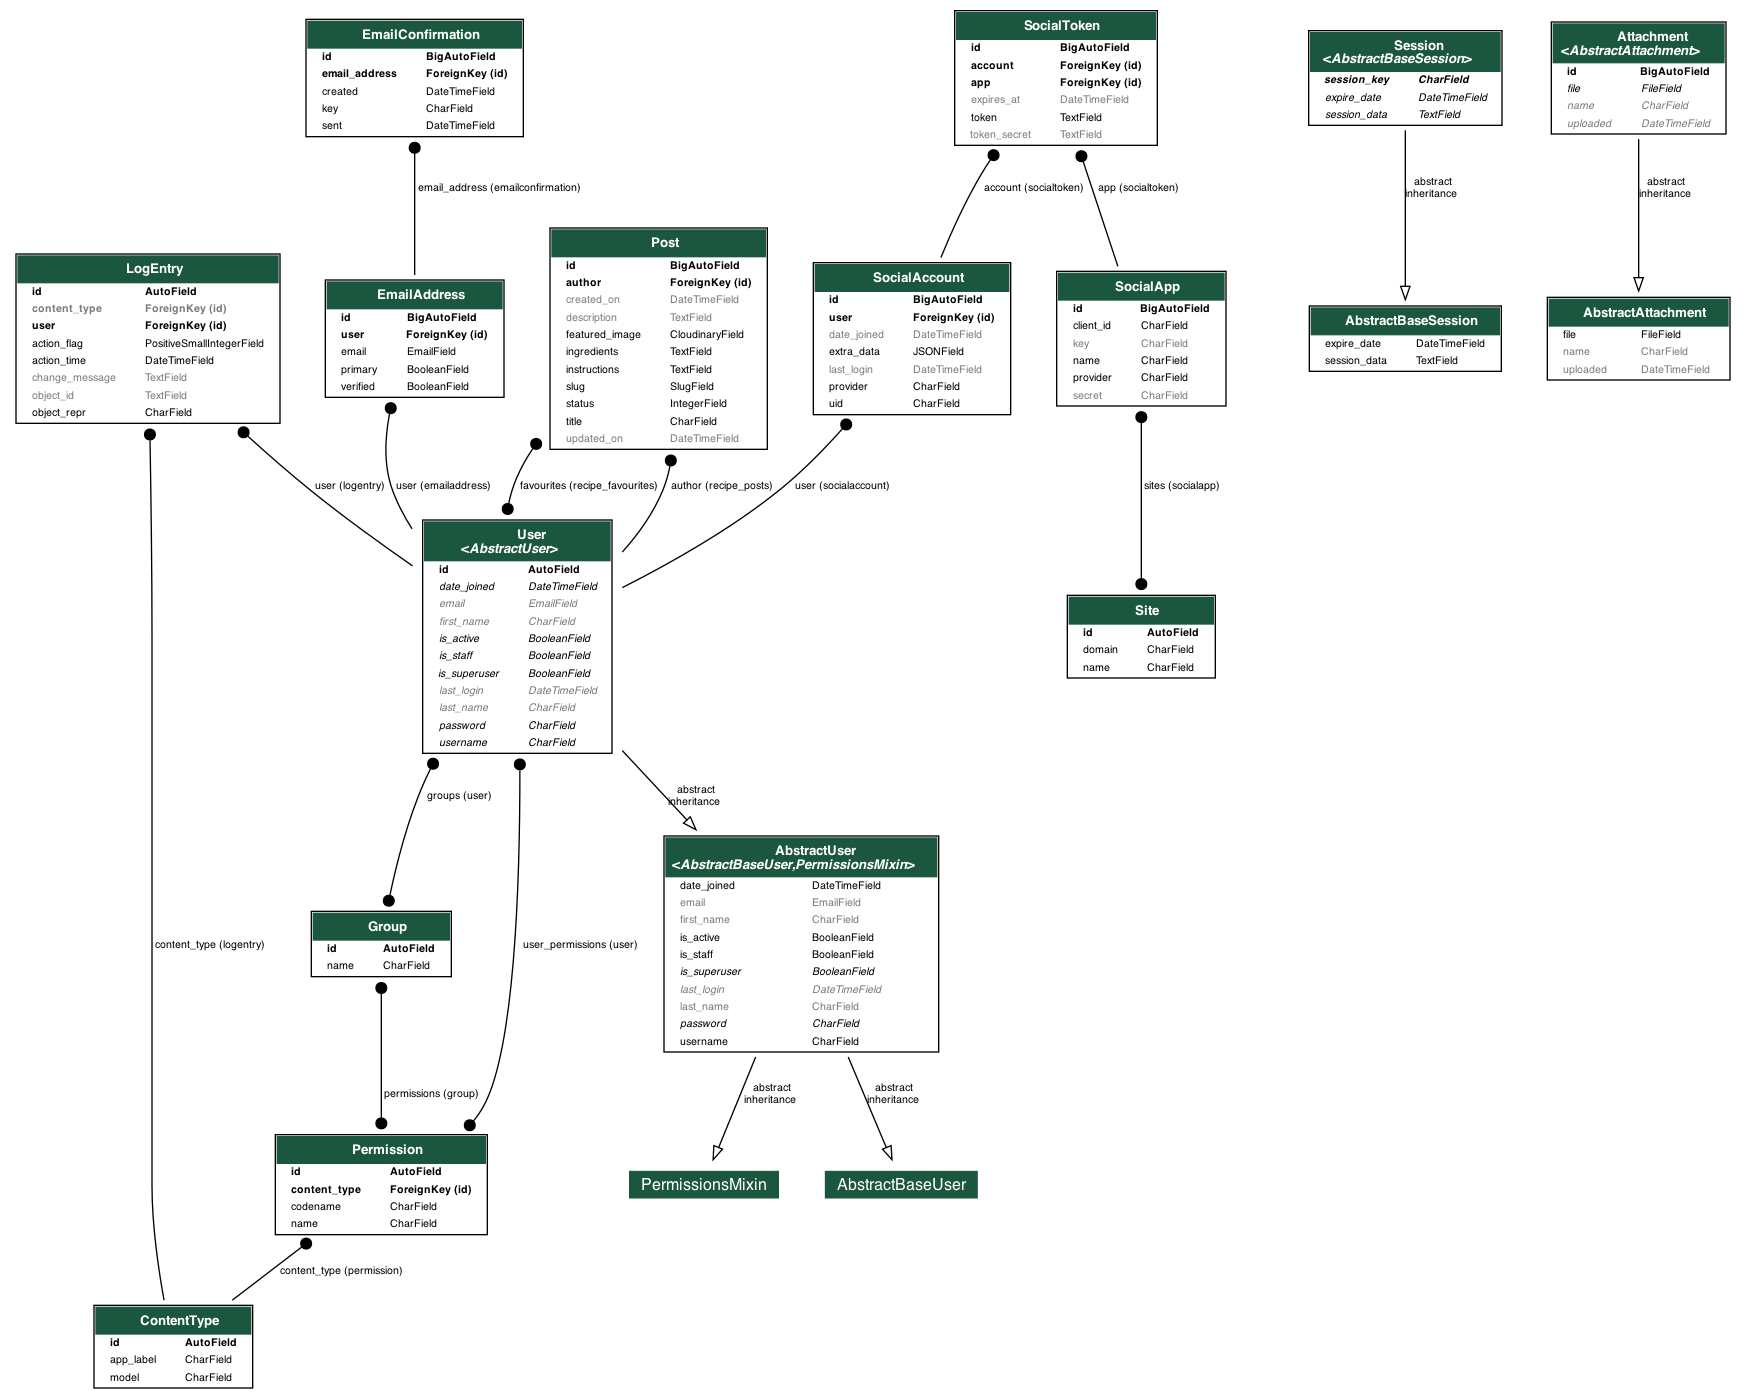 EmailConfirmation
id BigAutoField
email_address ForeignKey (id)
created DateTimeField
key CharField
sent DateTimeField
SocialToken
id BigAutoField
account ForeignKey (id)
app ForeignKey (id)
expires_at DateTimeField
token TextField
token_secret TextField
Session
<AbstractBaseSession>
session_key CharField
expire_date DateTimeField
session_data TextField
Attachment
<AbstractAttachment>
id BigAutoField
file FileField
name CharField
uploaded DateTimeField
email_address (emailconfirmation)
account (socialtoken)
app (socialtoken)
abstract
inheritance
abstract
inheritance
LogEntry
id AutoField
content_type ForeignKey (id)
user ForeignKey (id)
action_flag PositiveSmallIntegerField
action_time DateTimeField
change_message TextField
object_id TextField
object_repr CharField
EmailAddress
id BigAutoField
user ForeignKey (id)
email EmailField
primary BooleanField
verified BooleanField
Post
id BigAutoField
author ForeignKey (id)
created_on DateTimeField
description TextField
featured_image CloudinaryField
ingredients TextField
instructions TextField
slug SlugField
status IntegerField
title CharField
updated_on DateTimeField
SocialAccount
id BigAutoField
user ForeignKey (id)
date_joined DateTimeField
extra_data JSONField
last_login DateTimeField
provider CharField
uid CharField
SocialApp
id BigAutoField
client_id CharField
key CharField
name CharField
provider CharField
secret CharField
AbstractBaseSession
expire_date DateTimeField
session_data TextField
AbstractAttachment
file FileField
name CharField
uploaded DateTimeField
user (logentry)
user (emailaddress)
favourites (recipe_favourites)
author (recipe_posts)
user (socialaccount)
sites (socialapp)
User
<AbstractUser>
id AutoField
date_joined DateTimeField
email EmailField
first_name CharField
is_active BooleanField
is_staff BooleanField
is_superuser BooleanField
last_login DateTimeField
last_name CharField
password CharField
username CharField
Site
id AutoField
domain CharField
name CharField
groups (user)
abstract
inheritance
AbstractUser
<AbstractBaseUser,PermissionsMixin>
date_joined DateTimeField
email EmailField
first_name CharField
is_active BooleanField
is_staff BooleanField
is_superuser BooleanField
last_login DateTimeField
last_name CharField
password CharField
username CharField
Group
id AutoField
name CharField
content_type (logentry)
user_permissions (user)
permissions (group)
abstract
inheritance
abstract
inheritance
Permission
id AutoField
content_type ForeignKey (id)
codename CharField
name CharField
PermissionsMixin
AbstractBaseUser
content_type (permission)
ContentType
id AutoField
app_label CharField
model CharField